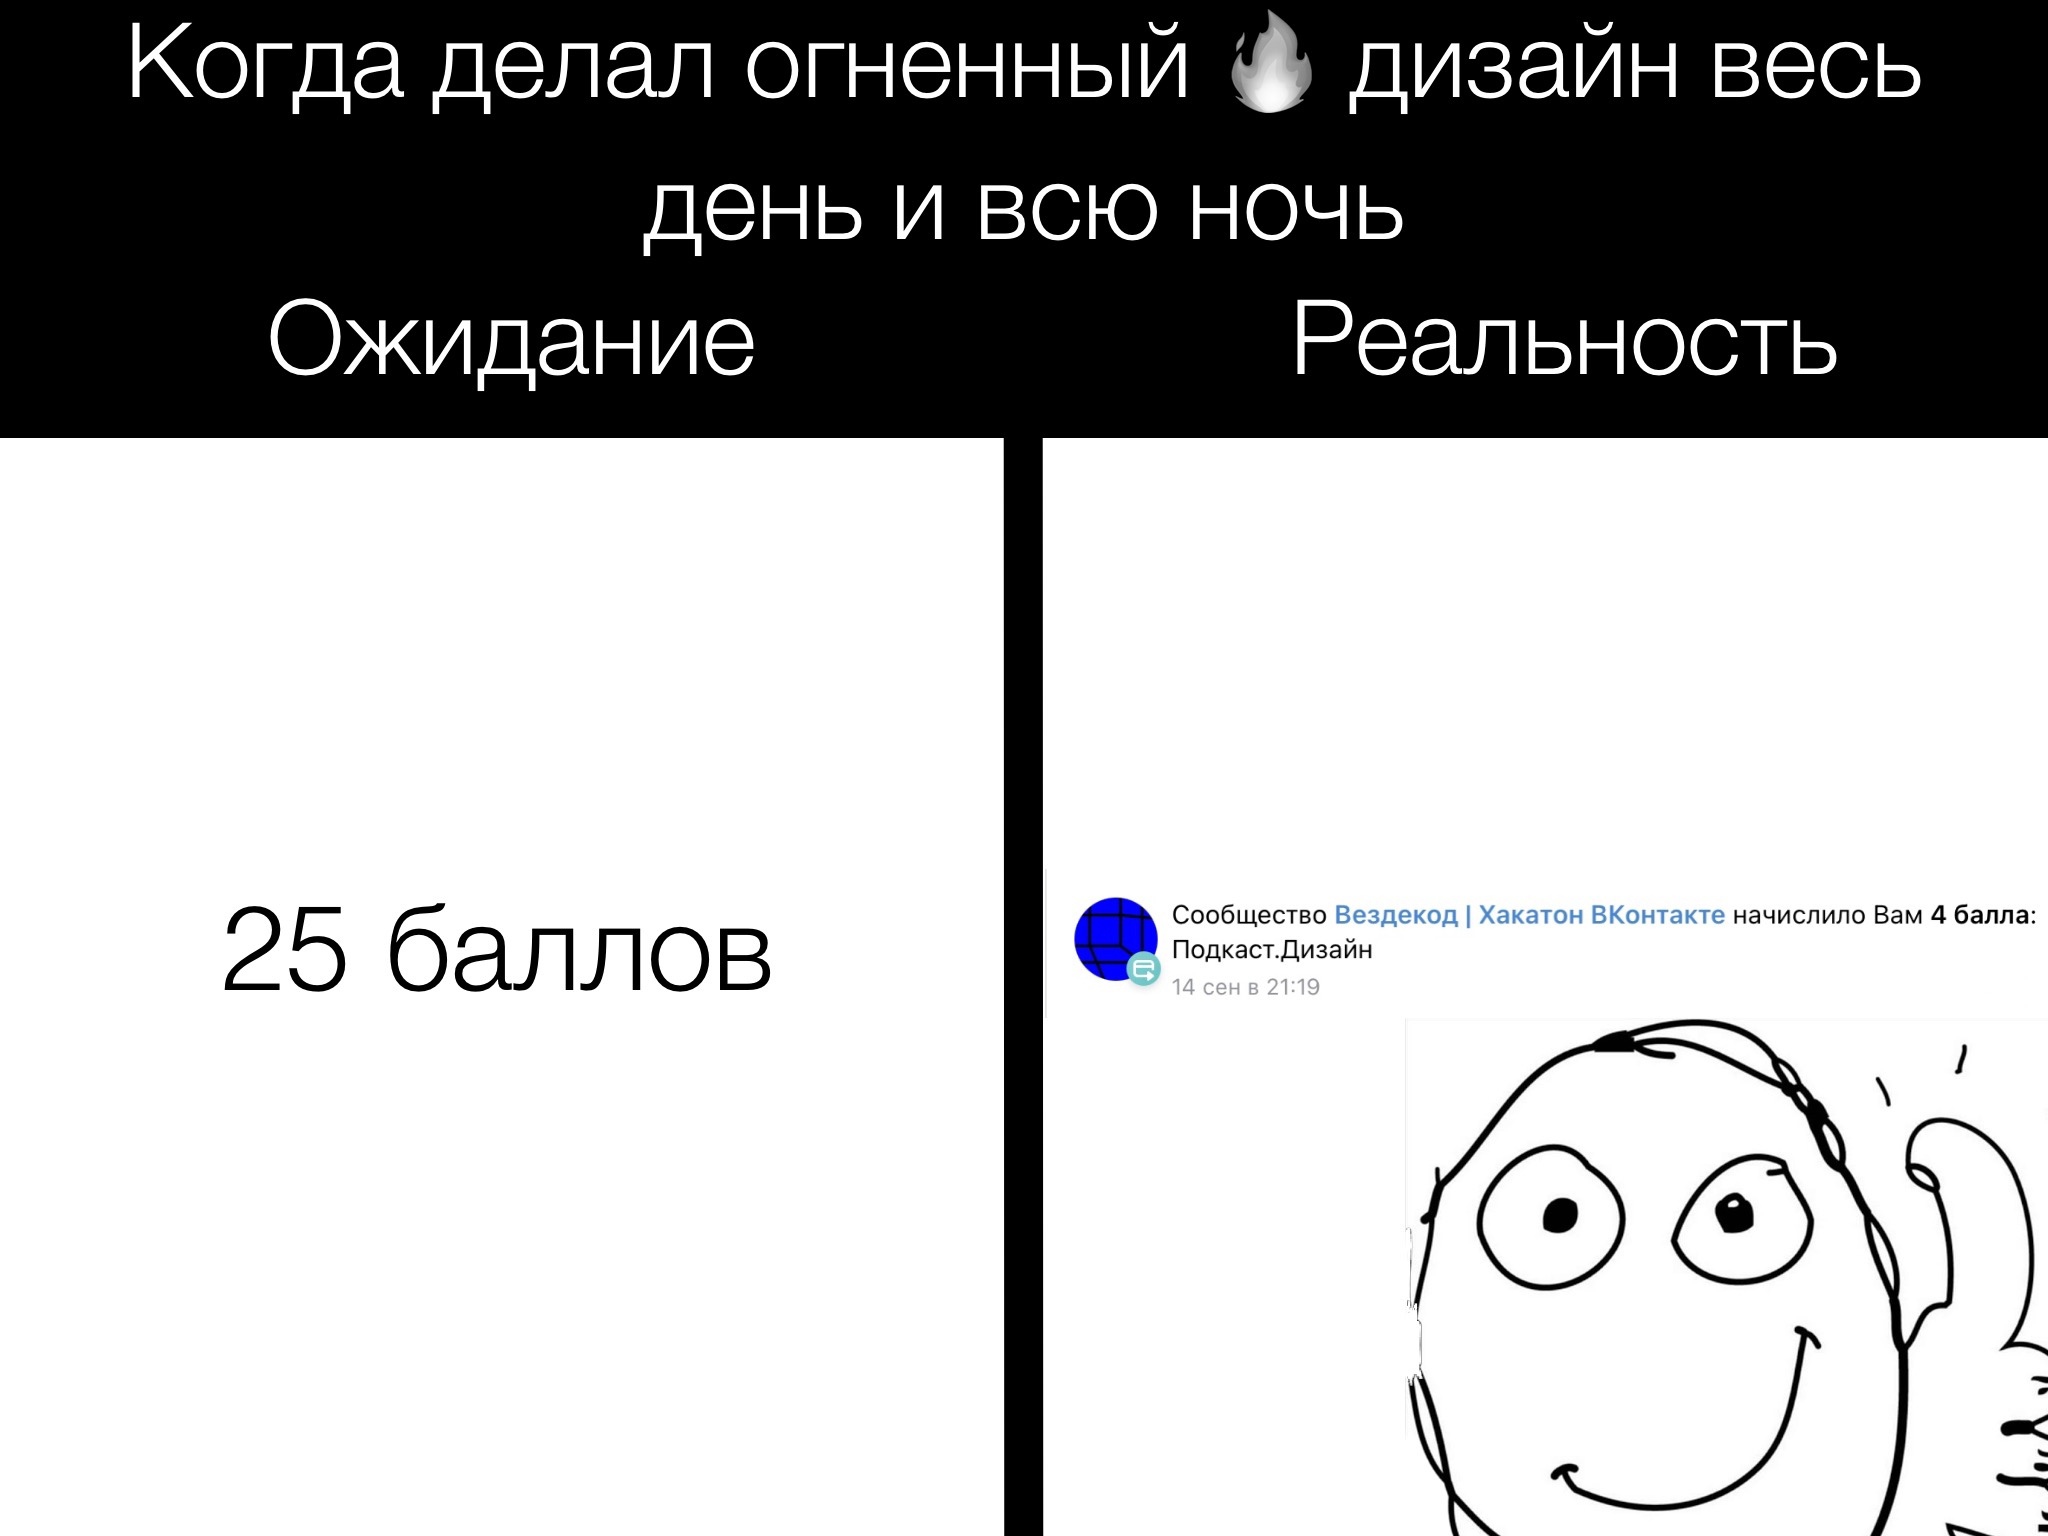 Когда делал огненный 🔥 дизайн весь
день и всю ночь
Ожидание
Реальность
25 баллов
Сообщество Вездекод | Хакатон ВКонтакте начислило Вам 4 балла:
Подкаст.Дизайн
14 сен в 21:19